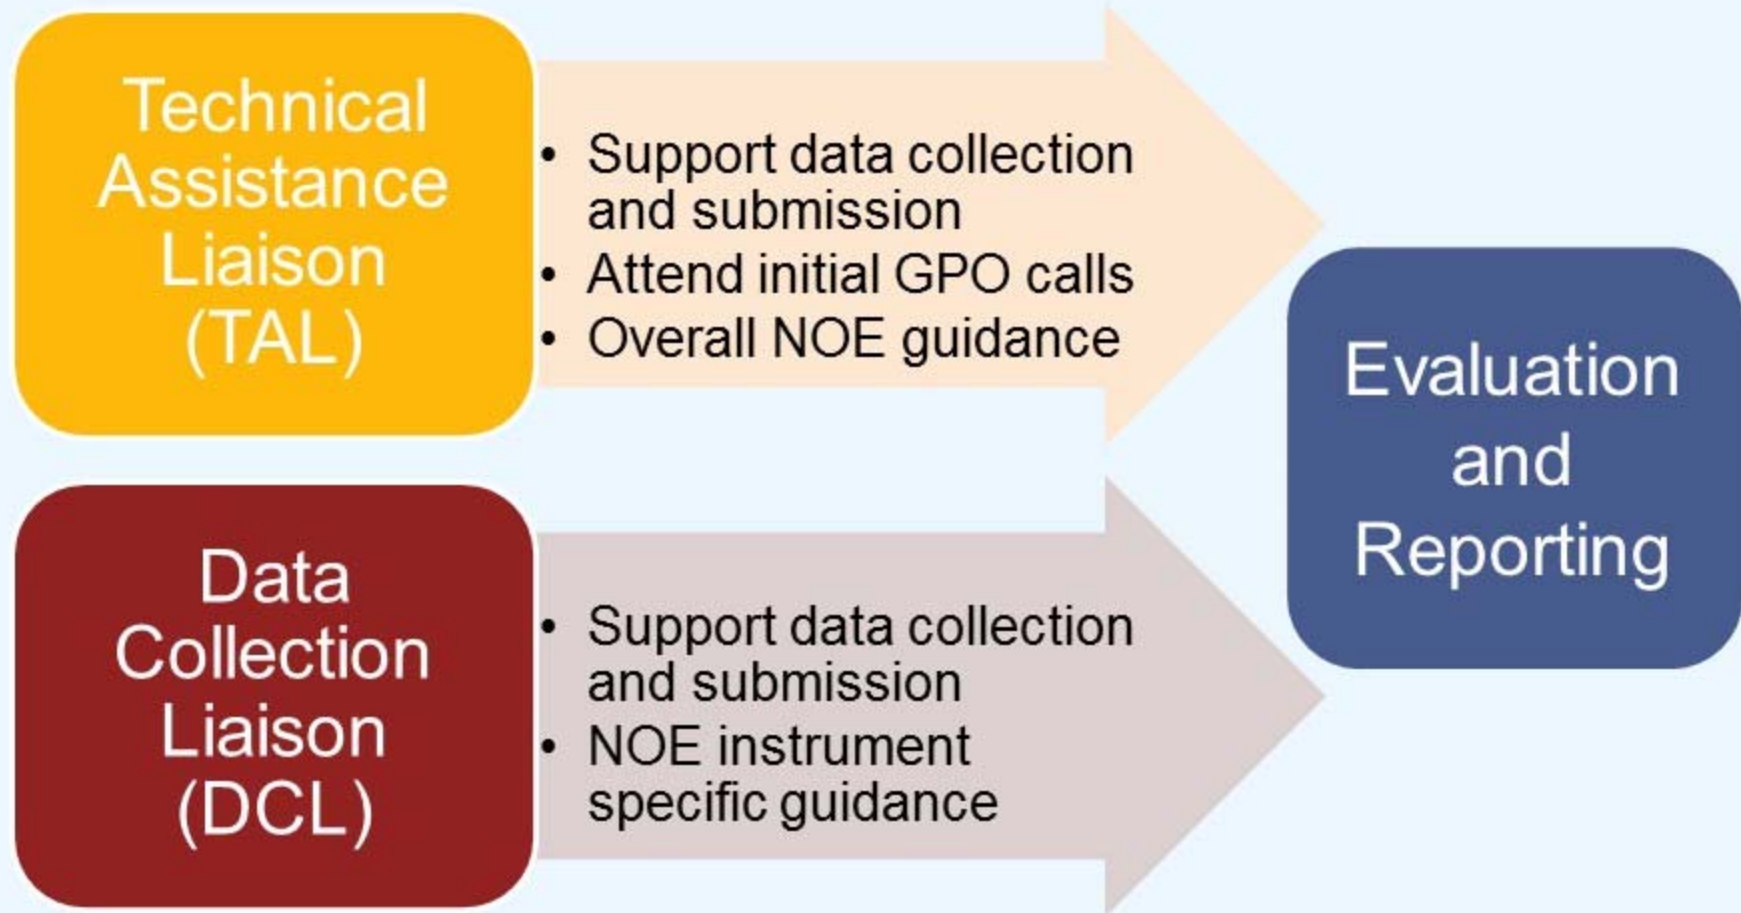 Technical
Assistance
Liaison
(TAL)
• Support data collection
and submission
• Attend initial GPO calls
• Overall NOE guidance
Data
Collection
Liaison
(DCL)
• Support data collection
and submission
• NOE instrument
specific guidance
Evaluation
and
Reporting